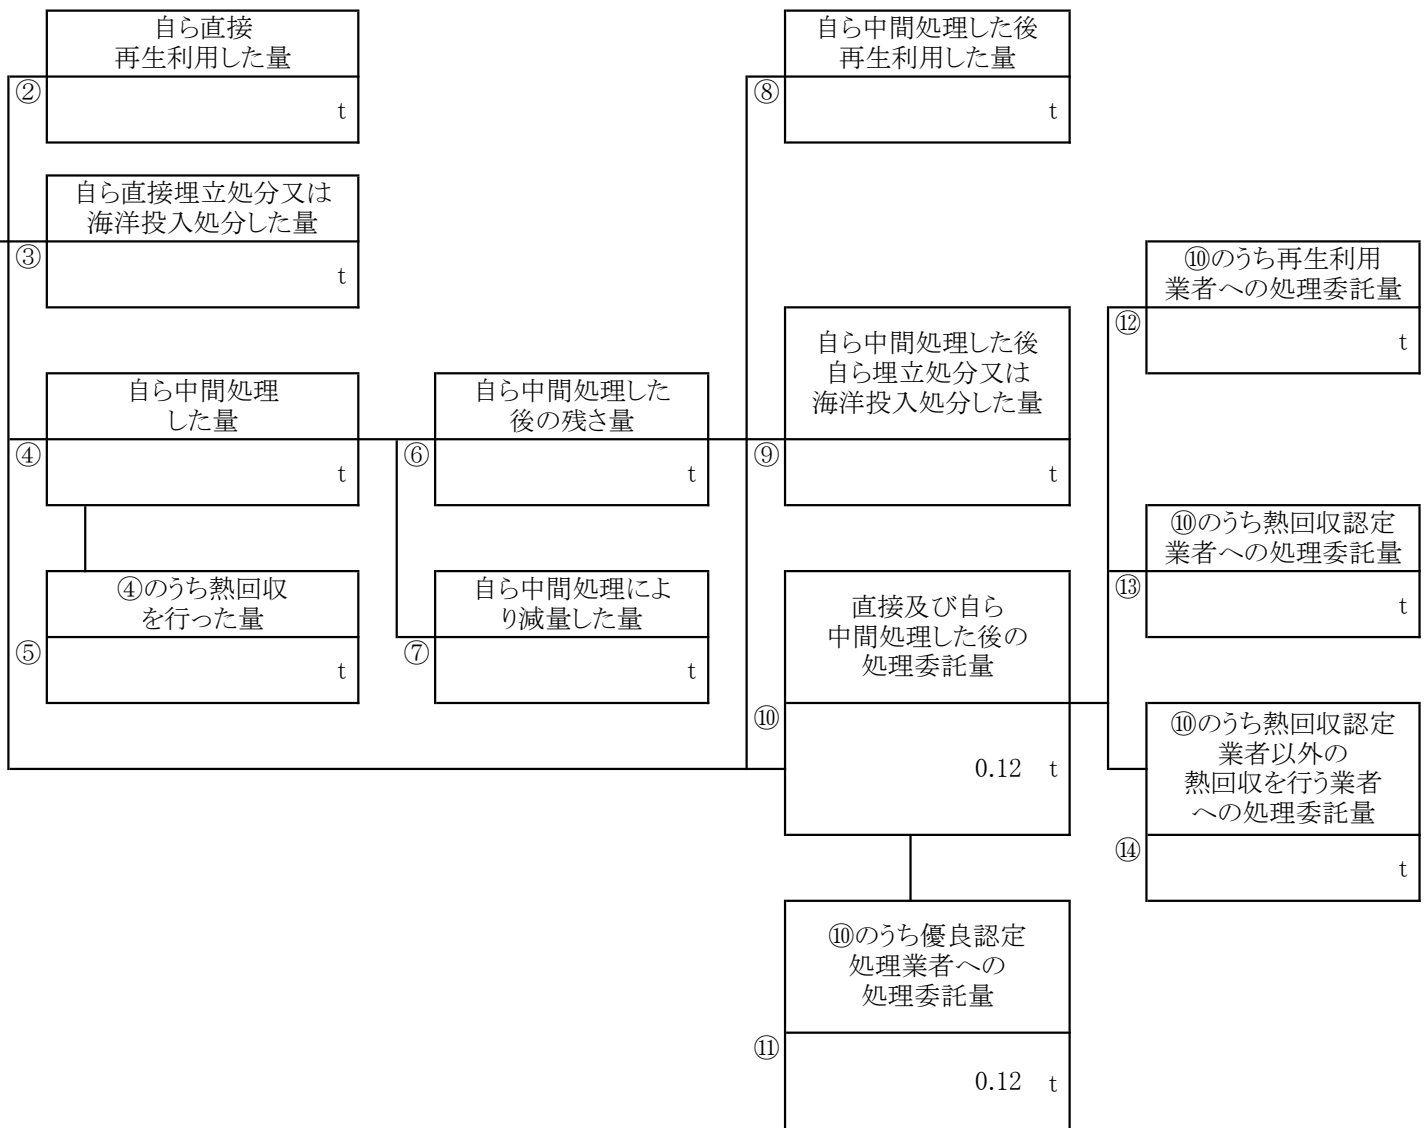 自ら直接
再生利用した量
②
t
自ら直接埋立処分又は
海洋投入処分した量
③
t
自ら中間処理
した量
④
t
④のうち熱回収
を行った量
⑤
t
自ら中間処理した
後の残さ量
⑥
t
自ら中間処理によ
り減量した量
⑦
t
自ら中間処理した後
再生利用した量
⑧
t
自ら中間処理した後
自ら埋立処分又は
海洋投入処分した量
⑨
t
直接及び自ら
中間処理した後の
処理委託量
⑩
0.12 t
⑩のうち優良認定
処理業者への
処理委託量
⑪
0.12 t
⑩のうち再生利用
業者への処理委託量
⑫
t
⑩のうち熱回収認定
業者への処理委託量
⑬
t
⑩のうち熱回収認定
業者以外の
熱回収を行う業者
への処理委託量
⑭
t